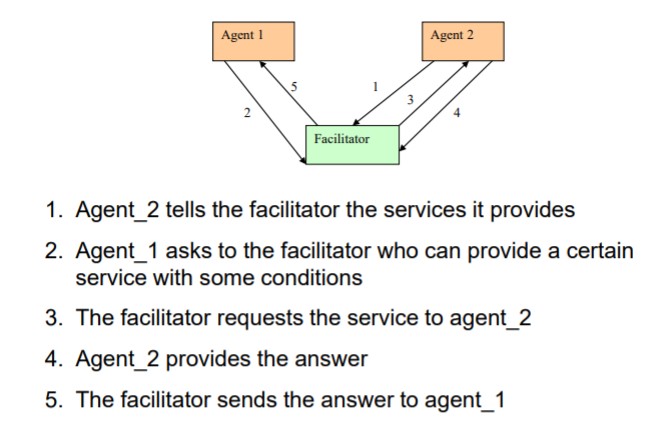 Agent 1
Agent 2
5
1
3
2
4
Facilitator
1. Agent_2 tells the facilitator the services it provides
2. Agent_1 asks to the facilitator who can provide a certain
service with some conditions
3. The facilitator requests the service to agent_2
4. Agent_2 provides the answer
5. The facilitator sends the answer to agent_1